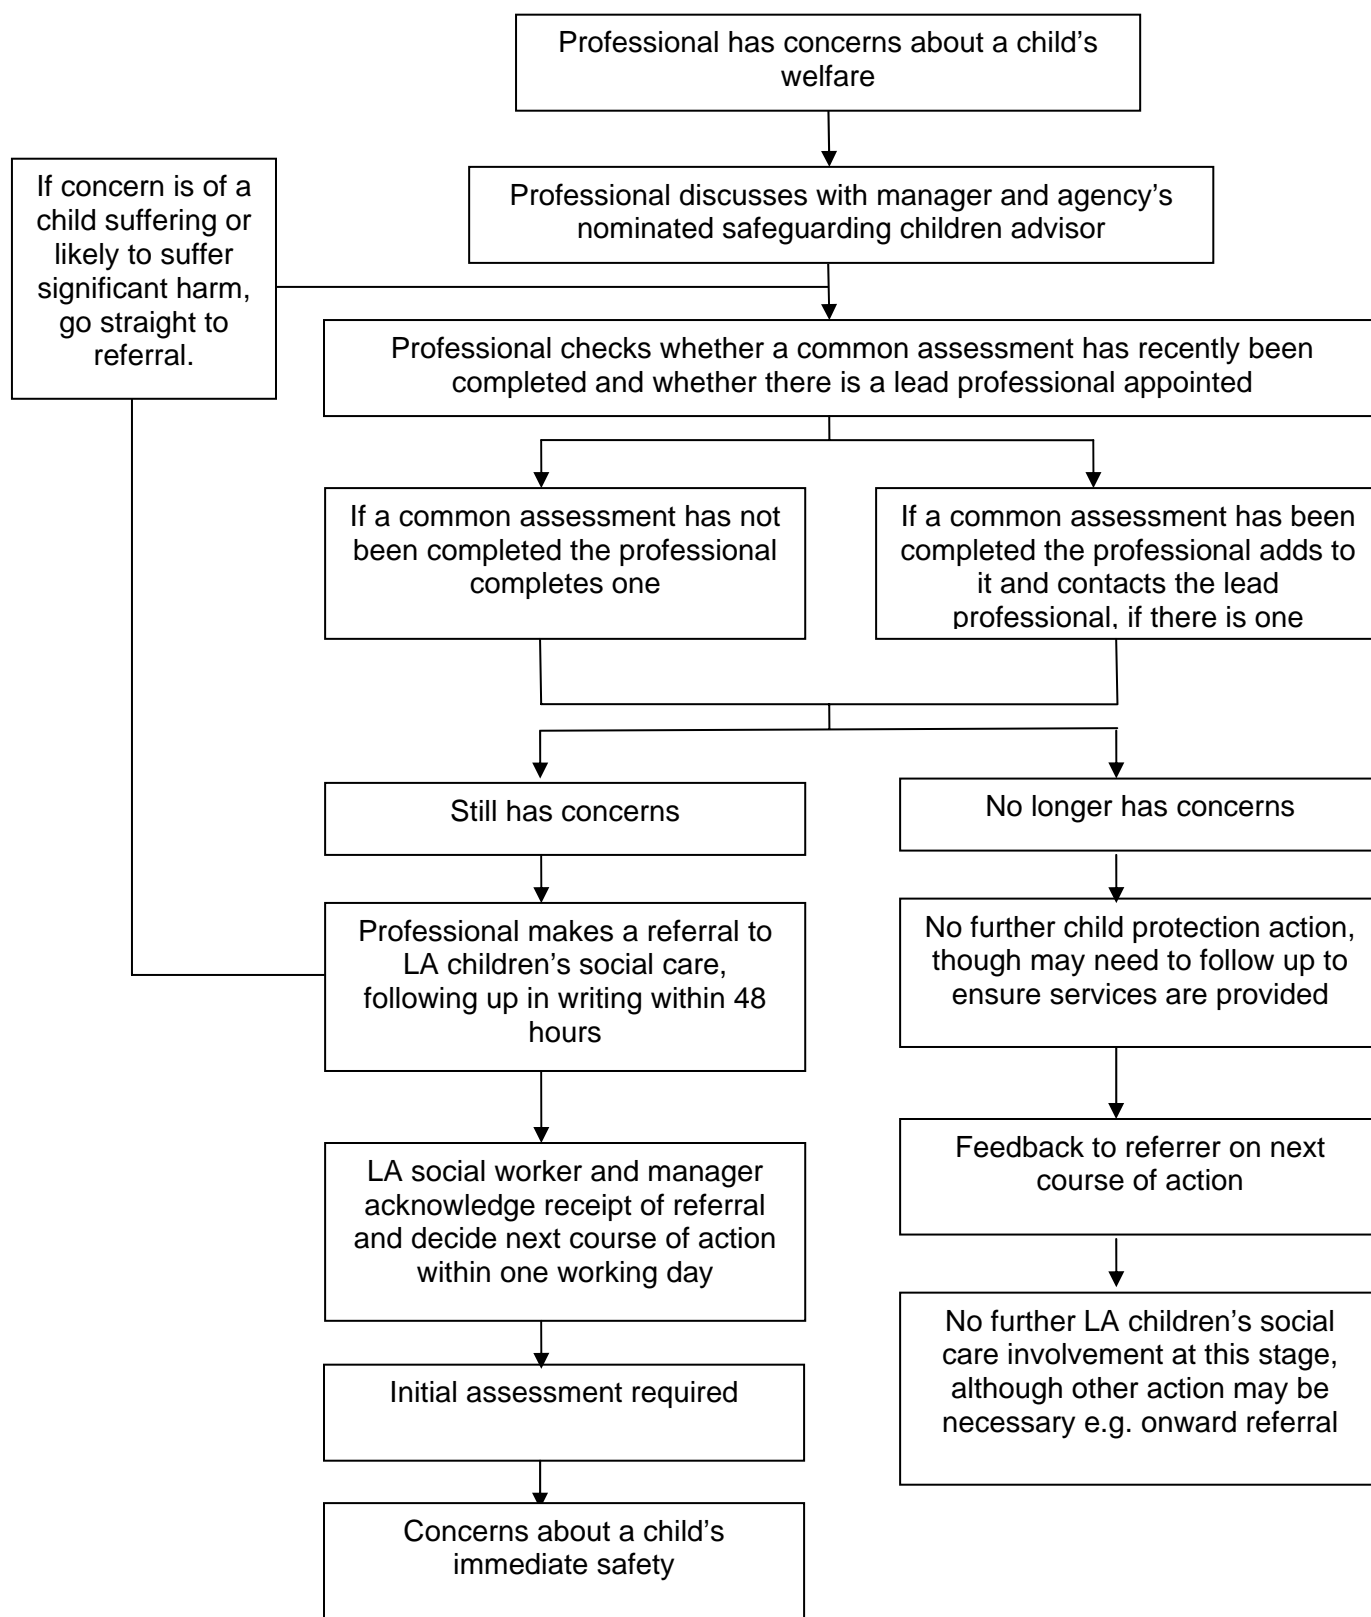 Professional has concerns about a child’s
welfare
If concern is of a
child suffering or
likely to suffer
significant harm,
go straight to
referral.
Professional discusses with manager and agency’s
nominated safeguarding children advisor
Professional checks whether a common assessment has recently been
completed and whether there is a lead professional appointed
If a common assessment has not
been completed the professional
completes one
If a common assessment has been
completed the professional adds to
it and contacts the lead
professional, if there is one
Still has concerns
No longer has concerns
Professional makes a referral to
LA children’s social care,
following up in writing within 48
hours
No further child protection action,
though may need to follow up to
ensure services are provided
LA social worker and manager
acknowledge receipt of referral
and decide next course of action
within one working day
Feedback to referrer on next
course of action
Initial assessment required
No further LA children’s social
care involvement at this stage,
although other action may be
necessary e.g. onward referral
Concerns about a child’s
immediate safety